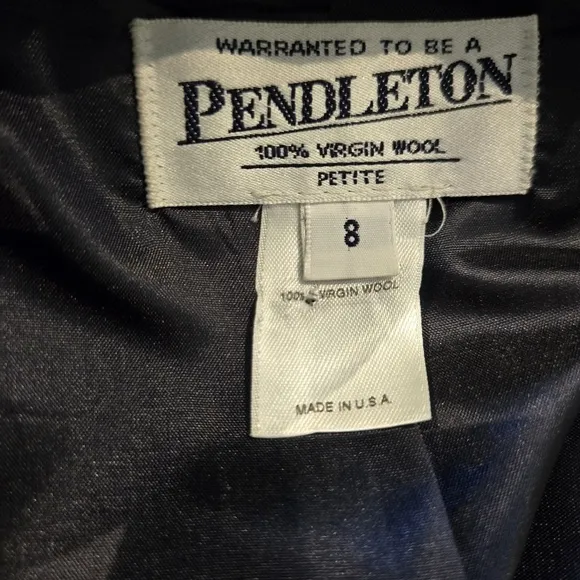 WARRANTED TO BE A
PENDLETON
100% VIRGIN WOOL
PETITE
8
100% VIRGIN WOOL
MADE IN U.S.A.